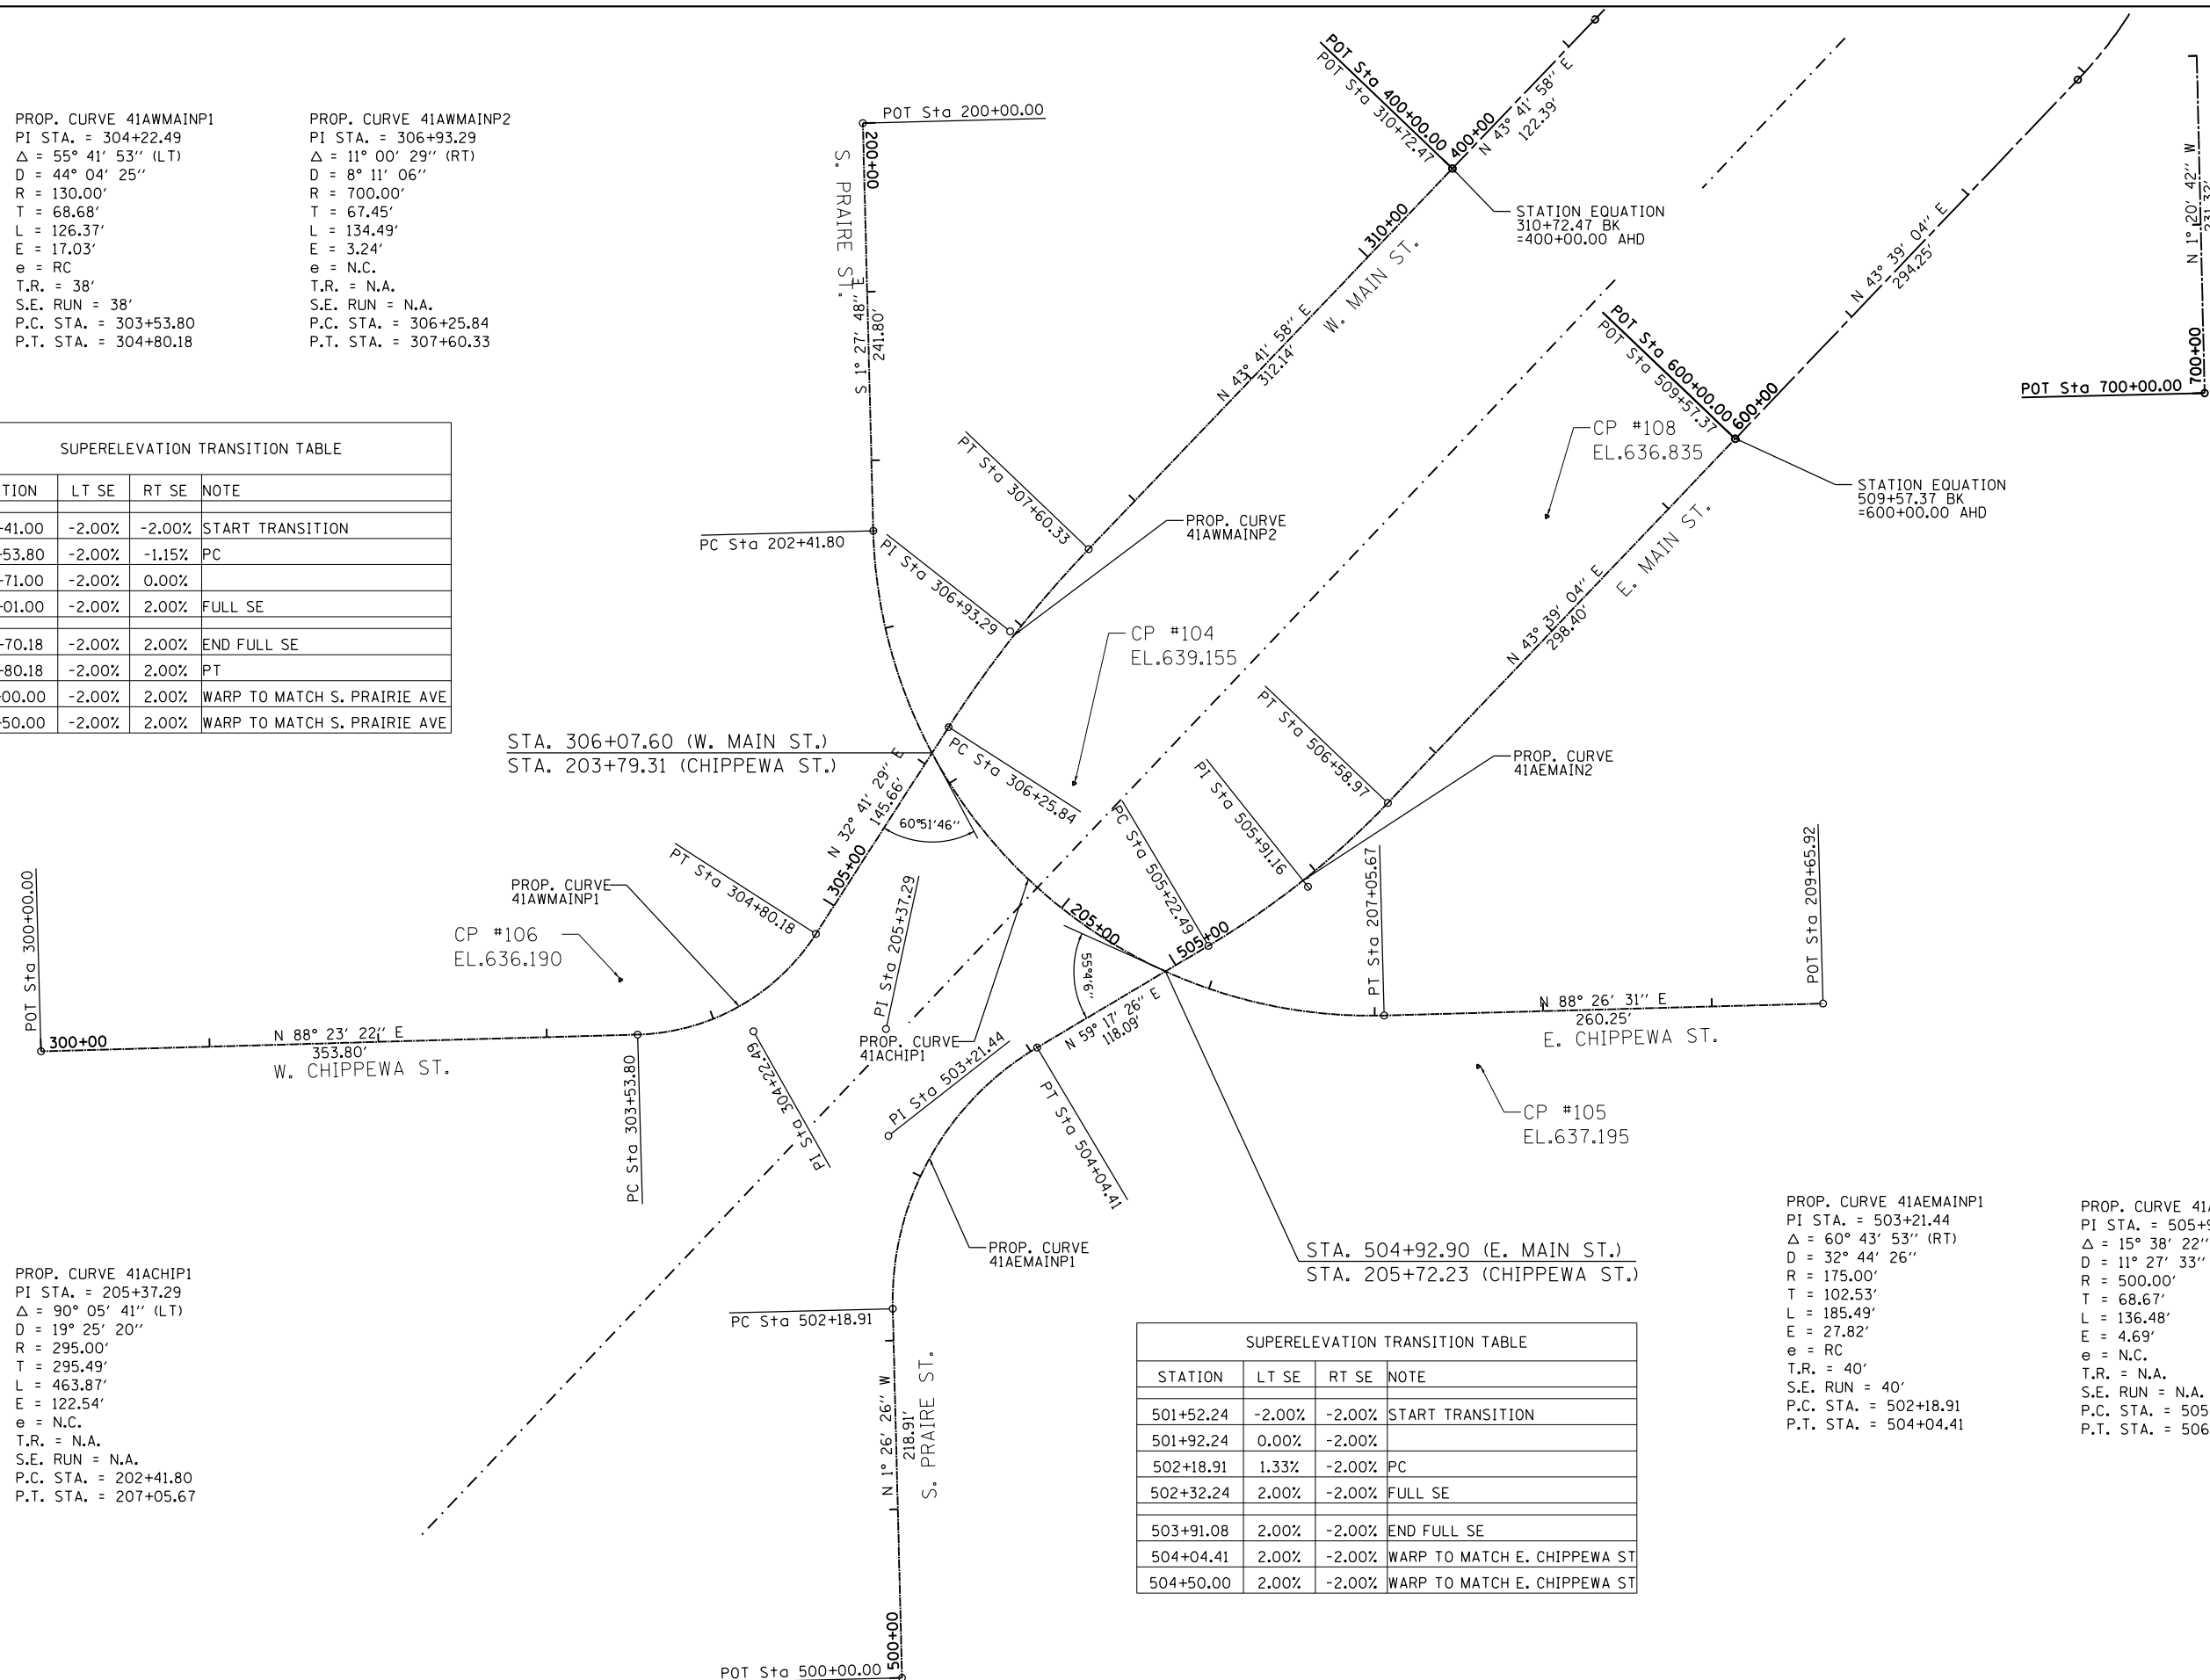 PROP. CURVE 41AWMAINP1
PI STA. = 304+22.49
Δ = 55° 41' 53'' (LT)
D = 44° 04' 25''
R = 130.00'
T = 68.68'
L = 126.37'
E = 17.03'
e = RC
T.R. = 38'
S.E. RUN = 38'
P.C. STA. = 303+53.80
P.T. STA. = 304+80.18
PROP. CURVE 41AWMAINP2
PI STA. = 306+93.29
Δ = 11° 00' 29'' (RT)
D = 8° 11' 06''
R = 700.00'
T = 67.45'
L = 134.49'
E = 3.24'
e = N.C.
T.R. = N.A.
S.E. RUN = N.A.
P.C. STA. = 306+25.84
P.T. STA. = 307+60.33
SUPERELEVATION TRANSITION TABLE
TION LT SE RT SE NOTE
-41.00 -2.00% -2.00% START TRANSITION
53.80 -2.00% -1.15% PC
71.00 -2.00% 0.00%
01.00 -2.00% 2.00% FULL SE
70.18 -2.00% 2.00% END FULL SE
80.18 -2.00% 2.00% PT
00.00 -2.00% 2.00% WARP TO MATCH S. PRAIRIE AVE
50.00 -2.00% 2.00% WARP TO MATCH S. PRAIRIE AVE
POT Sta 200+00.00
200+00
S. PRAIRE ST.
S 1° 27' 48'' E
241.80'
PC Sta 202+41.80
POT Sta 400+00.00
POT Sta 310+72.47
400+00
N 43° 41' 58'' E
122.39'
STATION EQUATION
310+72.47 BK
=400+00.00 AHD
310+00
W. MAIN ST.
N 43° 41' 58'' E
312.14'
PT Sta 307+60.33
PI Sta 306+93.29
PROP. CURVE
41AWMAINP2
N 43° 39' 04'' E
294.25'
N 1° 20' 42'' W
231.32'
700+00
POT Sta 700+00.00
POT Sta 600+00.00
POT Sta 509+57.37
600+00
STATION EQUATION
509+57.37 BK
=600+00.00 AHD
CP #108
EL.636.835
E. MAIN ST.
N 43° 39' 04'' E
298.40'
CP #104
EL.639.155
PT Sta 506+58.97
PI Sta 505+91.16
PROP. CURVE
41AEMAIN2
STA. 306+07.60 (W. MAIN ST.)
STA. 203+79.31 (CHIPPEWA ST.)
PC Sta 306+25.84
N 32° 41' 29'' E
145.66'
60°51'46''
305+00
PT Sta 304+80.18
PROP. CURVE
41AWMAINP1
CP #106
EL.636.190
PC Sta 505+22.49
205+00
505+00
55°4'6''
PT Sta 207+05.67
POT Sta 209+65.92
N 88° 26' 31'' E
260.25'
E. CHIPPEWA ST.
POT Sta 300+00.00
300+00
N 88° 23' 22'' E
353.80'
W. CHIPPEWA ST.
PC Sta 303+53.80
PI Sta 304+22.49
PI Sta 205+37.29
PROP. CURVE
41ACHIP1
N 59° 17' 26'' E
118.09'
PI Sta 503+21.44
PT Sta 504+04.41
CP #105
EL.637.195
PROP. CURVE
41AEMAINP1
STA. 504+92.90 (E. MAIN ST.)
STA. 205+72.23 (CHIPPEWA ST.)
PC Sta 502+18.91
N 1° 26' 26'' W
218.91'
S. PRAIRE ST.
500+00
POT Sta 500+00.00
PROP. CURVE 41ACHIP1
PI STA. = 205+37.29
Δ = 90° 05' 41'' (LT)
D = 19° 25' 20''
R = 295.00'
T = 295.49'
L = 463.87'
E = 122.54'
e = N.C.
T.R. = N.A.
S.E. RUN = N.A.
P.C. STA. = 202+41.80
P.T. STA. = 207+05.67
SUPERELEVATION TRANSITION TABLE
STATION LT SE RT SE NOTE
501+52.24 -2.00% -2.00% START TRANSITION
501+92.24 0.00% -2.00%
502+18.91 1.33% -2.00% PC
502+32.24 2.00% -2.00% FULL SE
503+91.08 2.00% -2.00% END FULL SE
504+04.41 2.00% -2.00% WARP TO MATCH E. CHIPPEWA ST
504+50.00 2.00% -2.00% WARP TO MATCH E. CHIPPEWA ST
PROP. CURVE 41AEMAINP1
PI STA. = 503+21.44
Δ = 60° 43' 53'' (RT)
D = 32° 44' 26''
R = 175.00'
T = 102.53'
L = 185.49'
E = 27.82'
e = RC
T.R. = 40'
S.E. RUN = 40'
P.C. STA. = 502+18.91
P.T. STA. = 504+04.41
PROP. CURVE 41A
PI STA. = 505+9
Δ = 15° 38' 22''
D = 11° 27' 33''
R = 500.00'
T = 68.67'
L = 136.48'
E = 4.69'
e = N.C.
T.R. = N.A.
S.E. RUN = N.A.
P.C. STA. = 505
P.T. STA. = 506